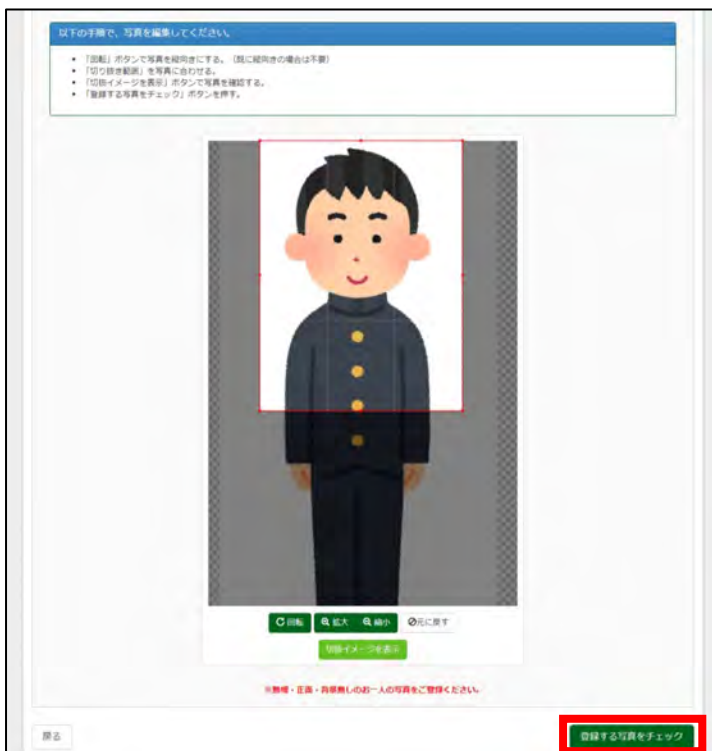 以下の手順で、写真を編集してください。
「回転」ボタンで写真を縦向きにする。（既に縦向きの場合は不要）
「切り抜き範囲」を写真に合わせる。
「切抜イメージを表示」ボタンで写真を確認する。
「登録する写真をチェック」ボタンを押す。
回転 拡大 縮小 元に戻す
切抜イメージを表示
※無帽・正面・背景無しのお一人の写真をご登録ください。
戻る 登録する写真をチェック